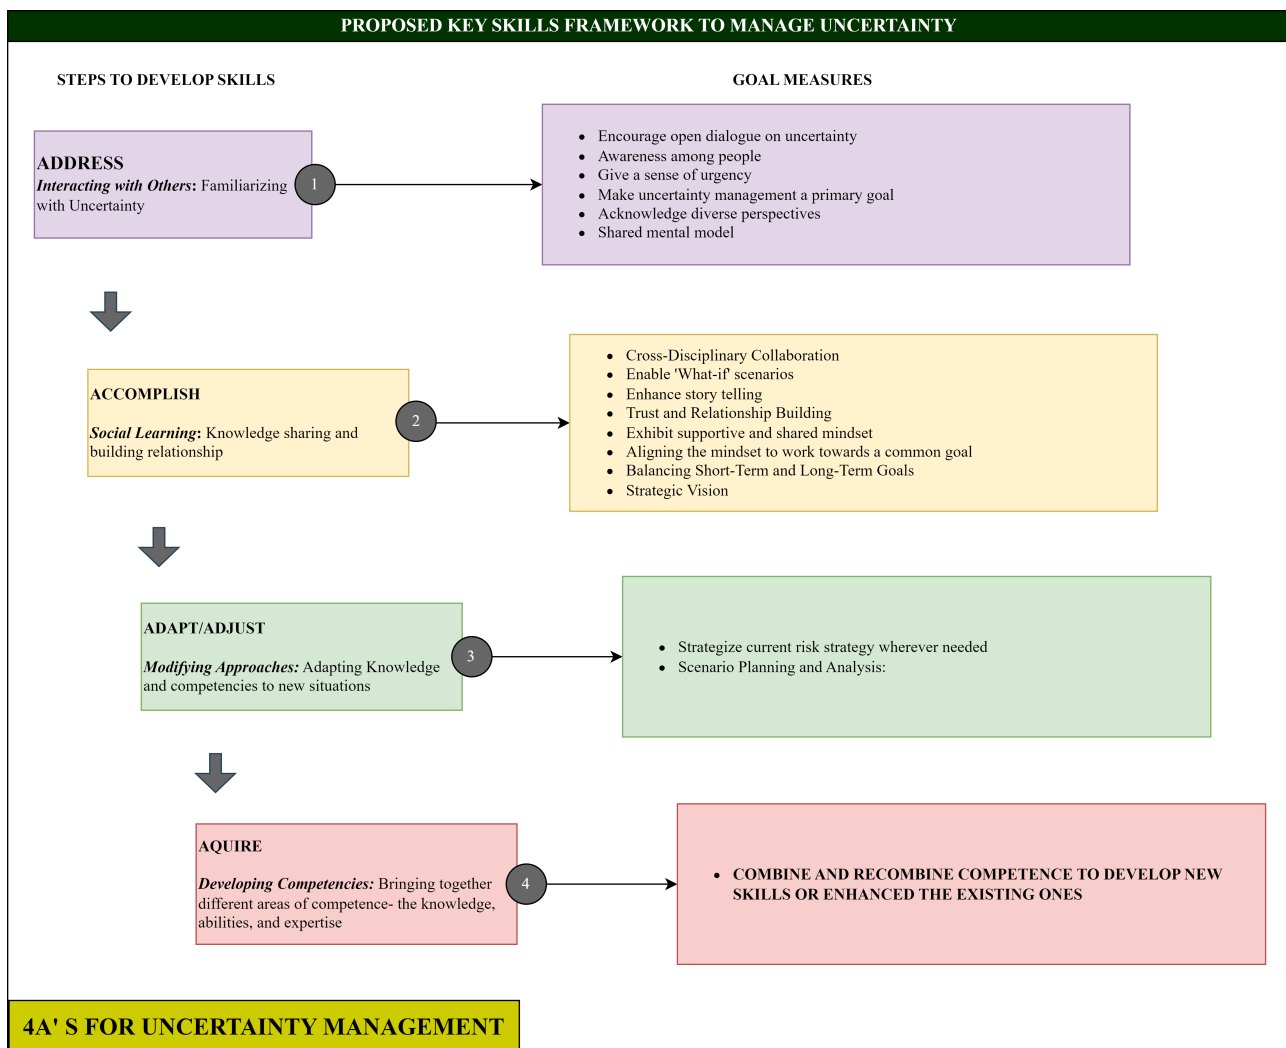 PROPOSED KEY SKILLS FRAMEWORK TO MANAGE UNCERTAINTY
STEPS TO DEVELOP SKILLS
GOAL MEASURES
ADDRESS
Interacting with Others: Familiarizing
with Uncertainty
1
• Encourage open dialogue on uncertainty
• Awareness among people
• Give a sense of urgency
• Make uncertainty management a primary goal
• Acknowledge diverse perspectives
• Shared mental model
ACCOMPLISH
Social Learning: Knowledge sharing and
building relationship
2
• Cross-Disciplinary Collaboration
• Enable 'What-if' scenarios
• Enhance story telling
• Trust and Relationship Building
• Exhibit supportive and shared mindset
• Aligning the mindset to work towards a common goal
• Balancing Short-Term and Long-Term Goals
• Strategic Vision
ADAPT/ADJUST
Modifying Approaches: Adapting Knowledge
and competencies to new situations
3
• Strategize current risk strategy wherever needed
• Scenario Planning and Analysis:
AQUIRE
Developing Competencies: Bringing together
different areas of competence- the knowledge,
abilities, and expertise
4
• COMBINE AND RECOMBINE COMPETENCE TO DEVELOP NEW
SKILLS OR ENHANCED THE EXISTING ONES
4A' S FOR UNCERTAINTY MANAGEMENT